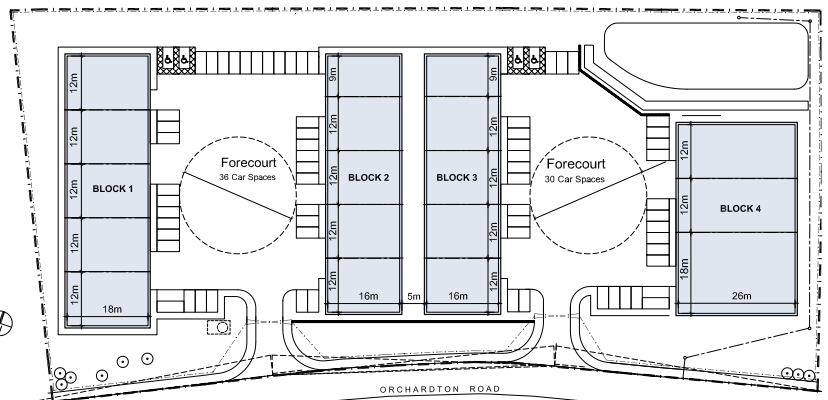 12m
12m
12m
12m
12m
BLOCK 1
18m
Forecourt
36 Car Spaces
9m
12m
12m
12m
12m
BLOCK 2
16m
5m
9m
12m
12m
12m
12m
BLOCK 3
16m
Forecourt
30 Car Spaces
12m
12m
18m
BLOCK 4
26m
ORCHARDTON ROAD